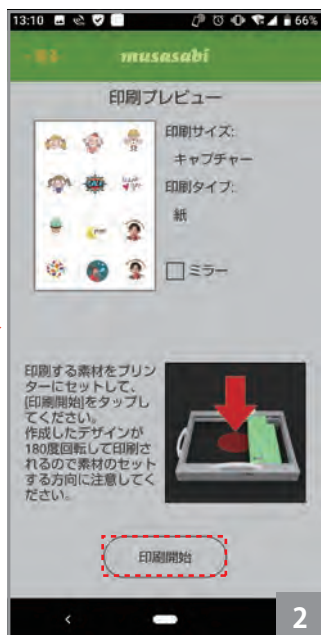 13:10
66%
戻る
musasabi
印刷プレビュー
印刷サイズ:
キャプチャー
印刷タイプ:
紙
ミラー
印刷する素材をプリン
ターにセットして、
[印刷開始]をタップし
てください。
作成したデザインが
180度回転して印刷さ
れるので素材のセット
する方向に注意してく
ださい。
印刷開始
2